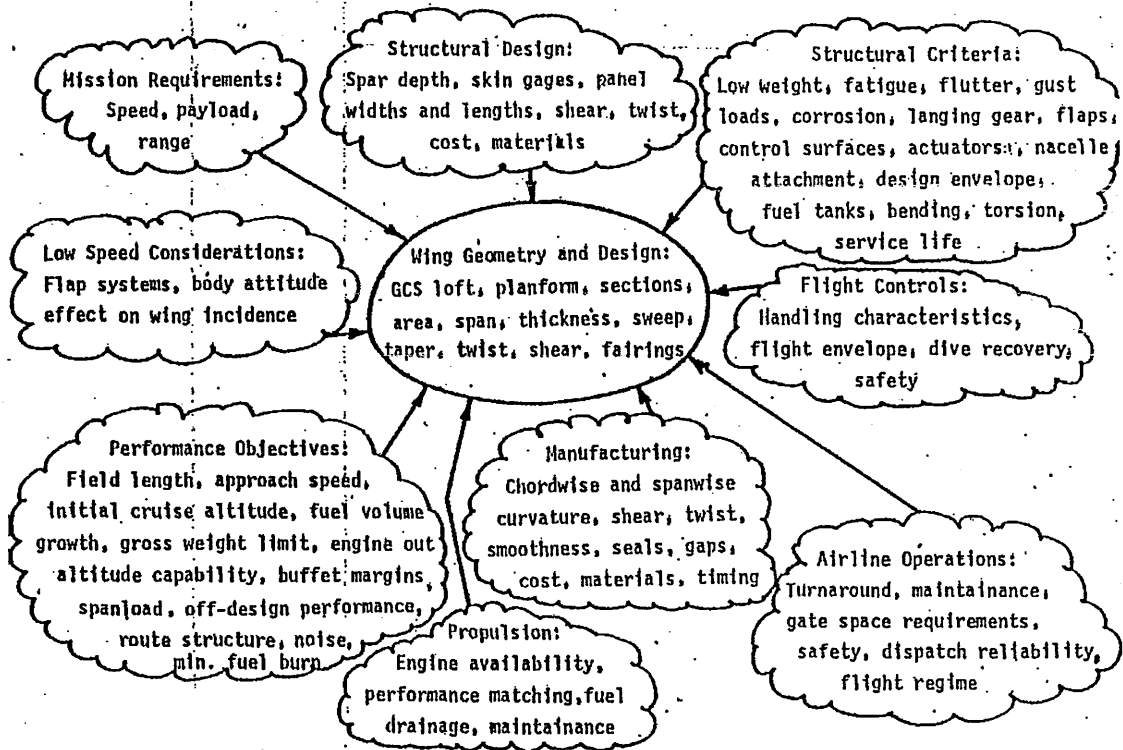 Mission Requirements:
Speed, payload,
range
Structural Design:
Spar depth, skin gages, panel
widths and lengths, shear, twist,
cost, materials
Structural Criteria:
Low weight, fatigue, flutter, gust
loads, corrosion, langing gear, flaps,
control surfaces, actuators, nacelle
attachment, design envelope,
fuel tanks, bending, torsion,
service life
Low Speed Considerations:
Flap systems, body attitude
effect on wing incidence
Wing Geometry and Design:
GCS loft, planform, sections,
area, span, thickness, sweep,
taper, twist, shear, fairings
Flight Controls:
Handling characteristics,
flight envelope, dive recovery,
safety
Performance Objectives:
Field length, approach speed,
initial cruise altitude, fuel volume
growth, gross weight limit, engine out
altitude capability, buffet margins,
spanload, off-design performance,
route structure, noise,
min. fuel burn
Manufacturing:
Chordwise and spanwise
curvature, shear, twist,
smoothness, seals, gaps,
cost, materials, timing
Airline Operations:
Turnaround, maintainance,
gate space requirements,
safety, dispatch reliability,
flight regime
Propulsion:
Engine availability,
performance matching,fuel
drainage, maintainance